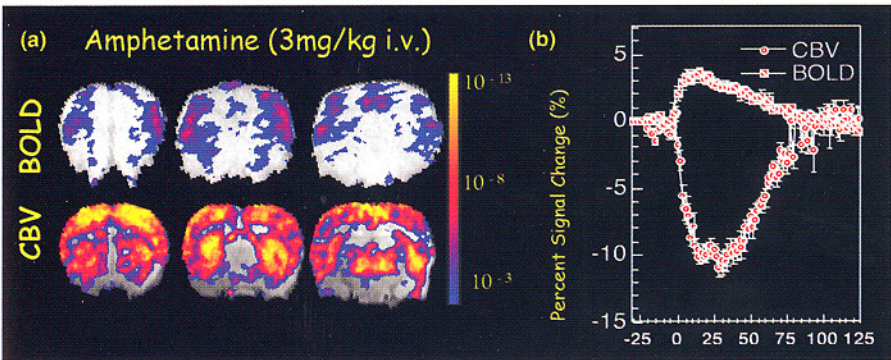 (a) Amphetamine (3mg/kg i.v.)
BOLD
CBV
10-13
10-8
10-3
(b)
CBV
BOLD
Percent Signal Change (%)
5
0
-5
-10
-15
-25 0 25 50 75 100 125